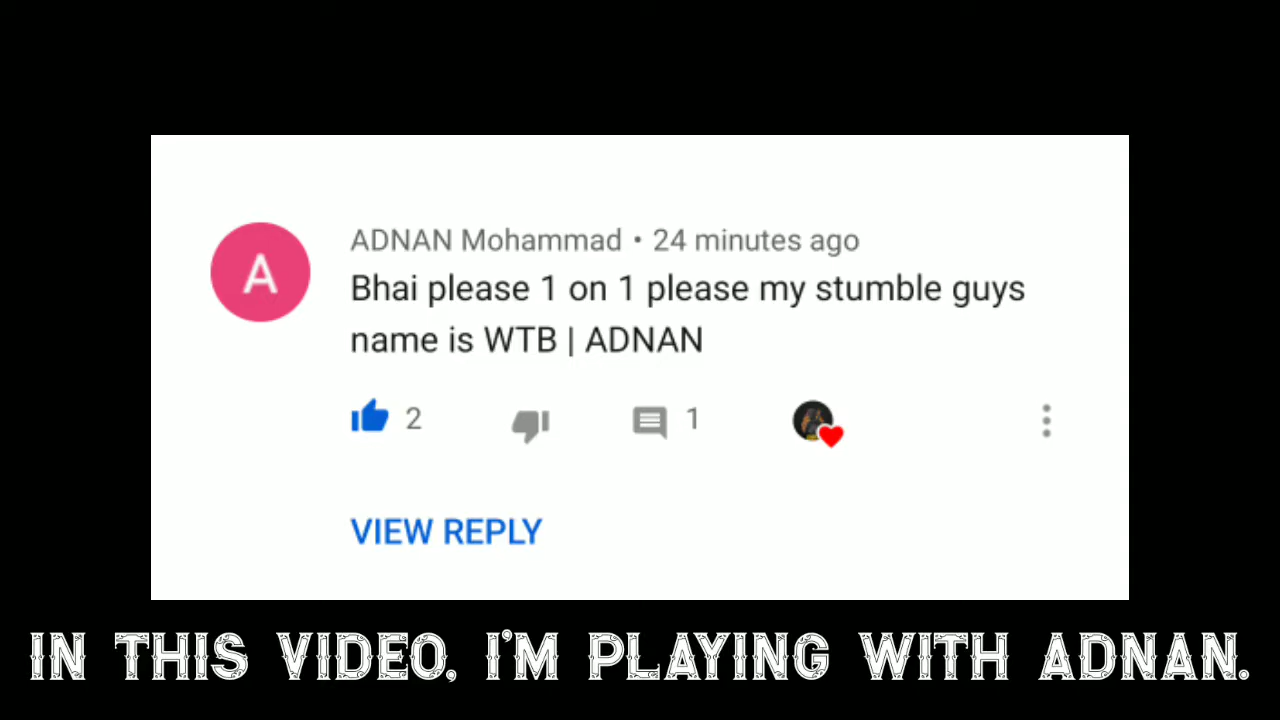 A
ADNAN Mohammad • 24 minutes ago
Bhai please 1 on 1 please my stumble guys
name is WTB | ADNAN
2 1
VIEW REPLY
IN THIS VIDEO, I'M PLAYING WITH ADNAN.